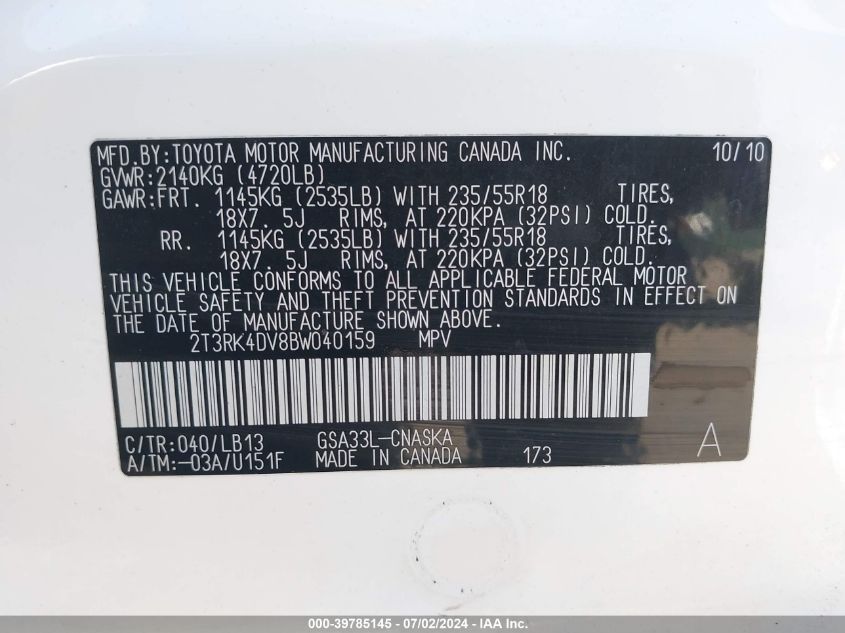 MFD.BY:TOYOTA MOTOR MANUFACTURING CANADA INC. 10/10
GVWR:2140KG (4720LB)
GAWR:FRT. 1145KG (2535LB) WITH 235/55R18 TIRES,
18X7. 5J RIMS, AT 220KPA (32PSI) COLD.
RR. 1145KG (2535LB) WITH 235/55R18 TIRES,
18X7. 5J RIMS, AT 220KPA (32PSI) COLD.
THIS VEHICLE CONFORMS TO ALL APPLICABLE FEDERAL MOTOR
VEHICLE SAFETY AND THEFT PREVENTION STANDARDS IN EFFECT ON
THE DATE OF MANUFACTURE SHOWN ABOVE.
2T3RK4DV8BW040159 MPV
C/TR:040/LB13 GSA33L-CNASKA
A/TM:-03A/U151F MADE IN CANADA 173 A
000-39785145 - 07/02/2024 - IAA Inc.